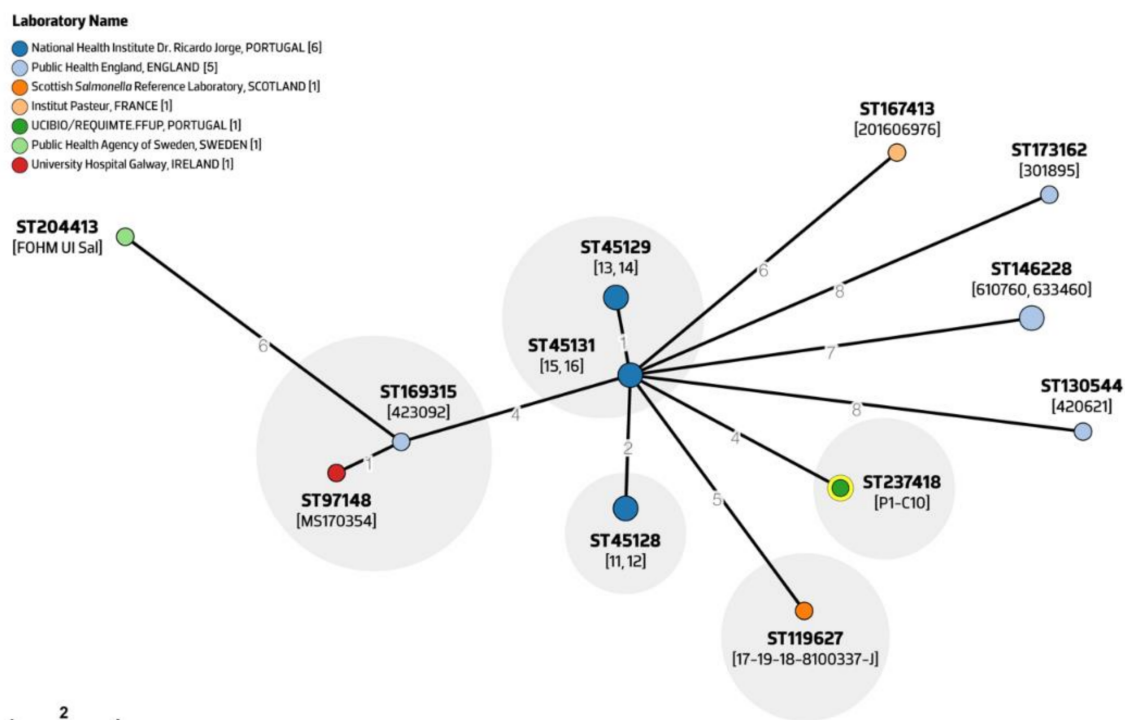 Laboratory Name
National Health Institute Dr. Ricardo Jorge, PORTUGAL [6]
Public Health England, ENGLAND [5]
Scottish Salmonella Reference Laboratory, SCOTLAND [1]
Institut Pasteur, FRANCE [1]
UCIBIO/REQUIMTE.FFUP, PORTUGAL [1]
Public Health Agency of Sweden, SWEDEN [1]
University Hospital Galway, IRELAND [1]
ST167413
[201606976]
ST173162
[301895]
ST204413
[FOHM UI Sal]
ST45129
[13, 14]
ST146228
[610760, 633460]
6
8
1
ST45131
[15, 16]
7
6
ST169315
[423092]
ST130544
[420621]
4
8
4
2
1
ST237418
[P1-C10]
ST97148
[MS170354]
5
ST45128
[11, 12]
ST119627
[17-19-18-8100337-J]
2